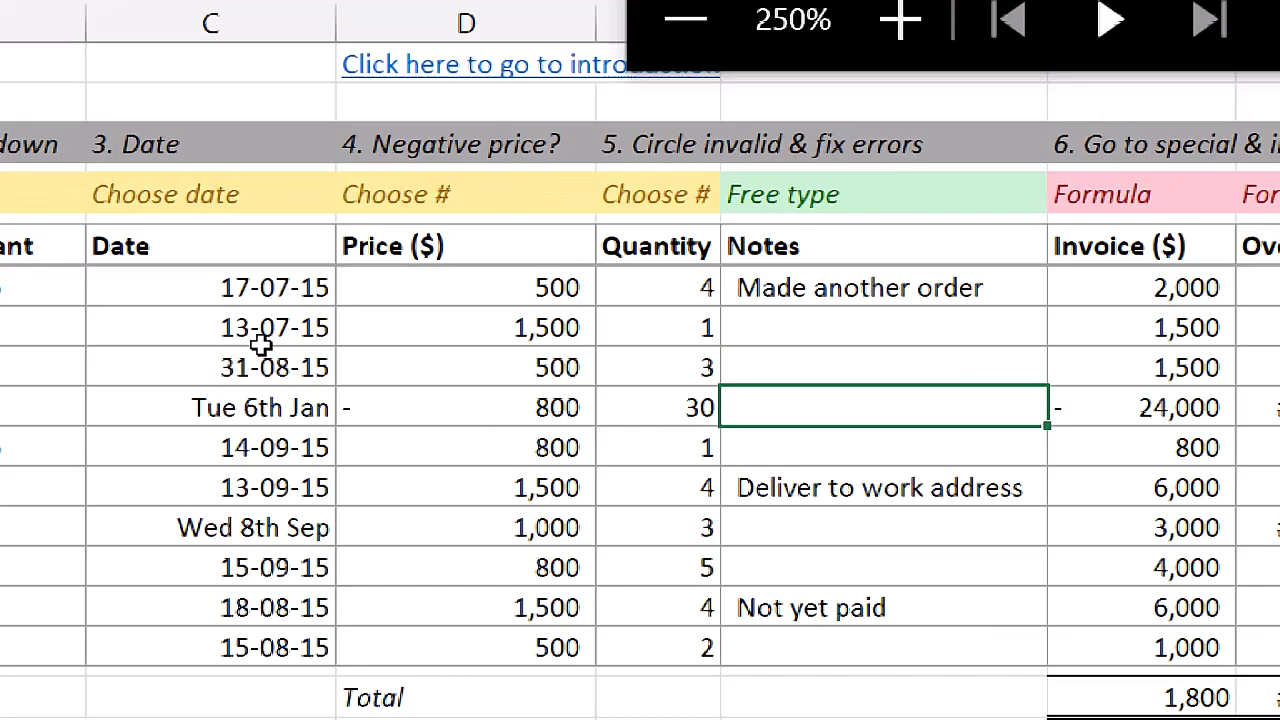 250%
C D
Click here to go to intro
down 3. Date 4. Negative price? 5. Circle invalid & fix errors 6. Go to special &
Choose date Choose # Choose # Free type Formula
Date Price ($) Quantity Notes Invoice ($)
17-07-15 500 4 Made another order 2,000
13-07-15 1,500 1 1,500
31-08-15 500 3 1,500
Tue 6th Jan - 800 30 - 24,000
14-09-15 800 1 800
13-09-15 1,500 4 Deliver to work address 6,000
Wed 8th Sep 1,000 3 3,000
15-09-15 800 5 4,000
18-08-15 1,500 4 Not yet paid 6,000
15-08-15 500 2 1,000
Total 1,800